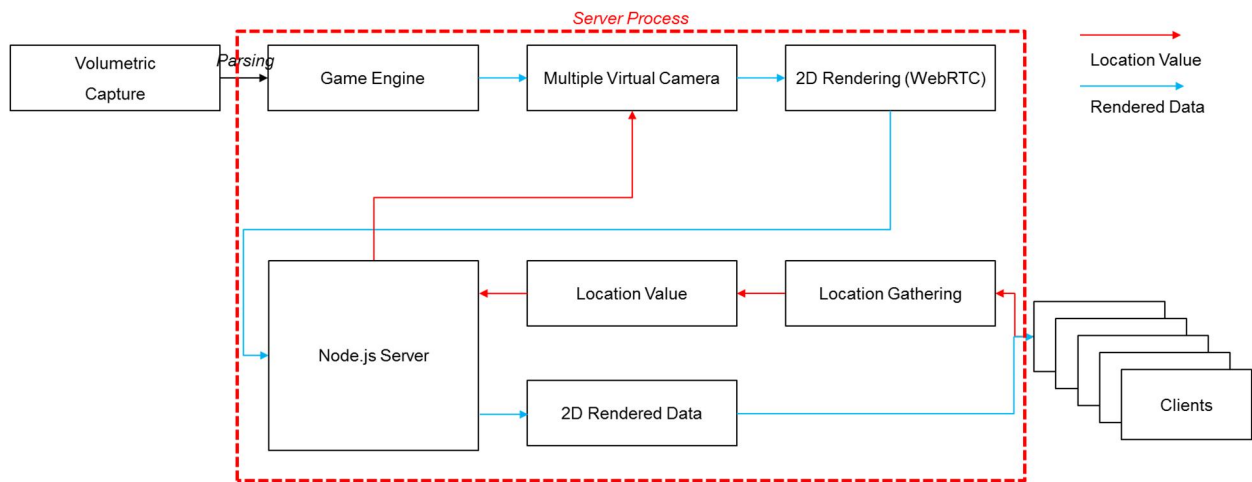 Server Process
Volumetric
Capture
Parsing
Game Engine
Multiple Virtual Camera
2D Rendering (WebRTC)
Location Value
Rendered Data
Node.js Server
Location Value
Location Gathering
2D Rendered Data
Clients